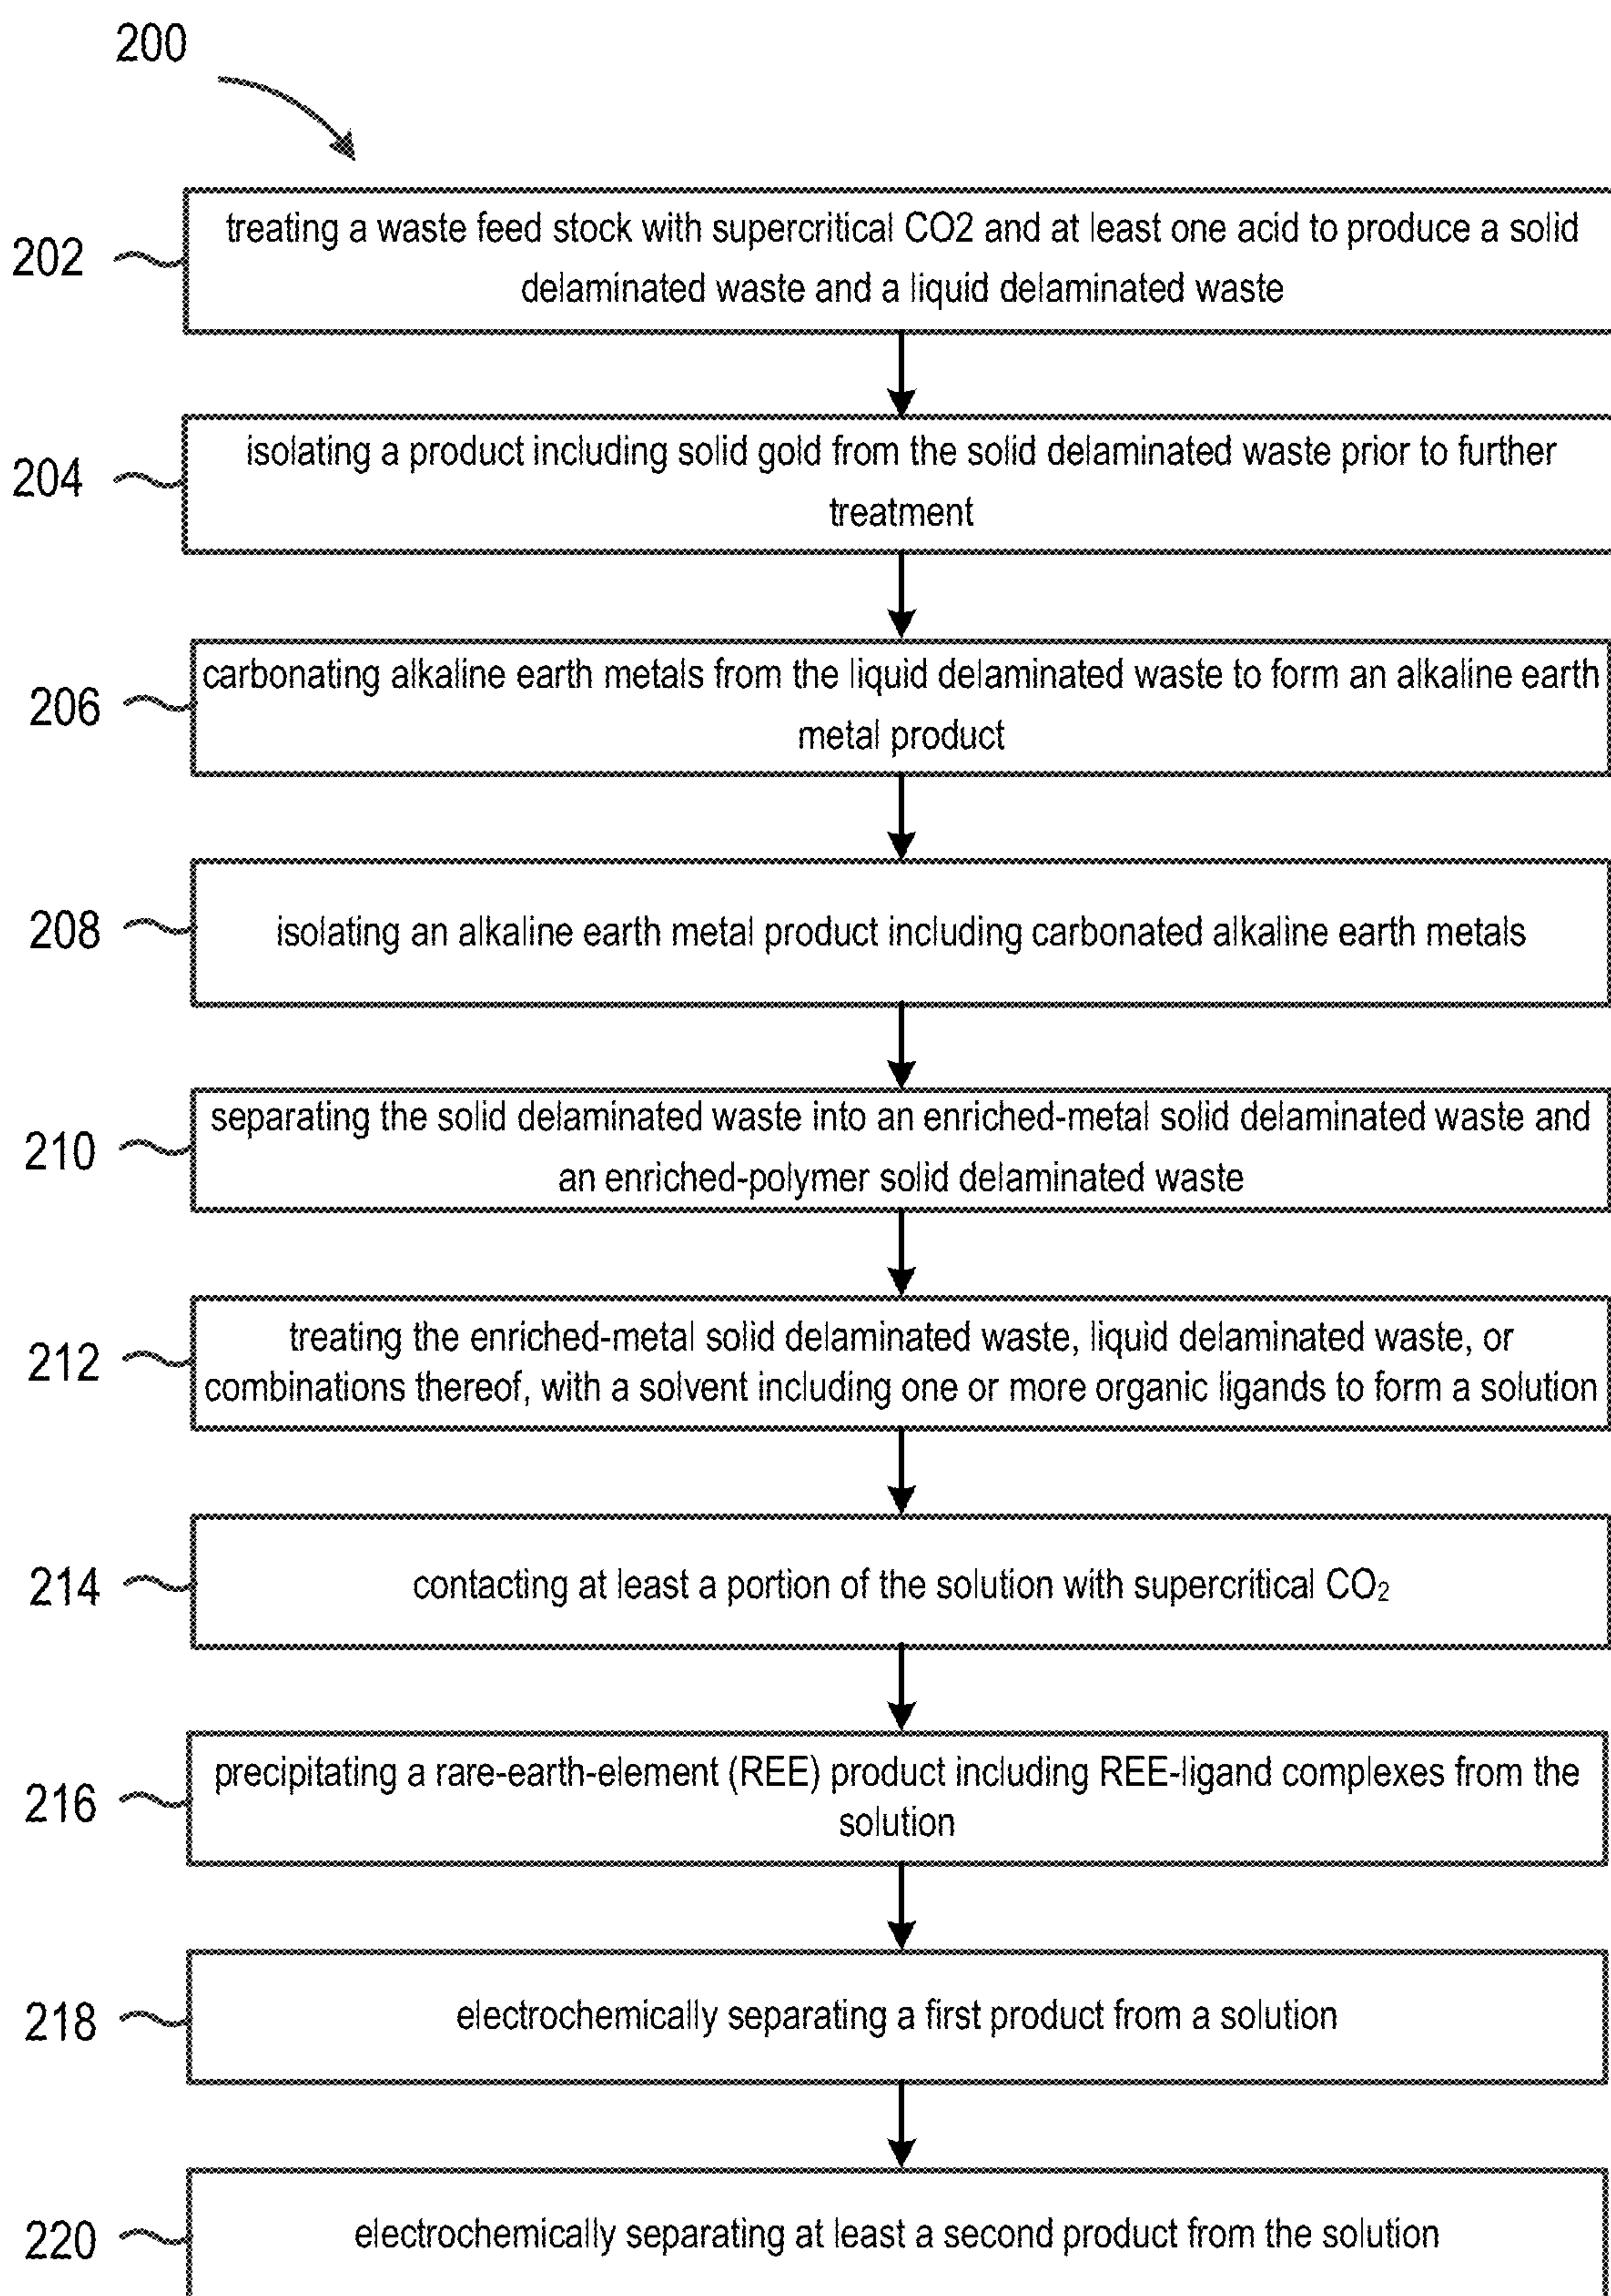 200
202
treating a waste feed stock with supercritical CO2 and at least one acid to produce a solid
delaminated waste and a liquid delaminated waste
204
isolating a product including solid gold from the solid delaminated waste prior to further
treatment
206
carbonating alkaline earth metals from the liquid delaminated waste to form an alkaline earth
metal product
208
isolating an alkaline earth metal product including carbonated alkaline earth metals
210
separating the solid delaminated waste into an enriched-metal solid delaminated waste and
an enriched-polymer solid delaminated waste
212
treating the enriched-metal solid delaminated waste, liquid delaminated waste, or
combinations thereof, with a solvent including one or more organic ligands to form a solution
214
contacting at least a portion of the solution with supercritical CO₂
216
precipitating a rare-earth-element (REE) product including REE-ligand complexes from the
solution
218
electrochemically separating a first product from a solution
220
electrochemically separating at least a second product from the solution